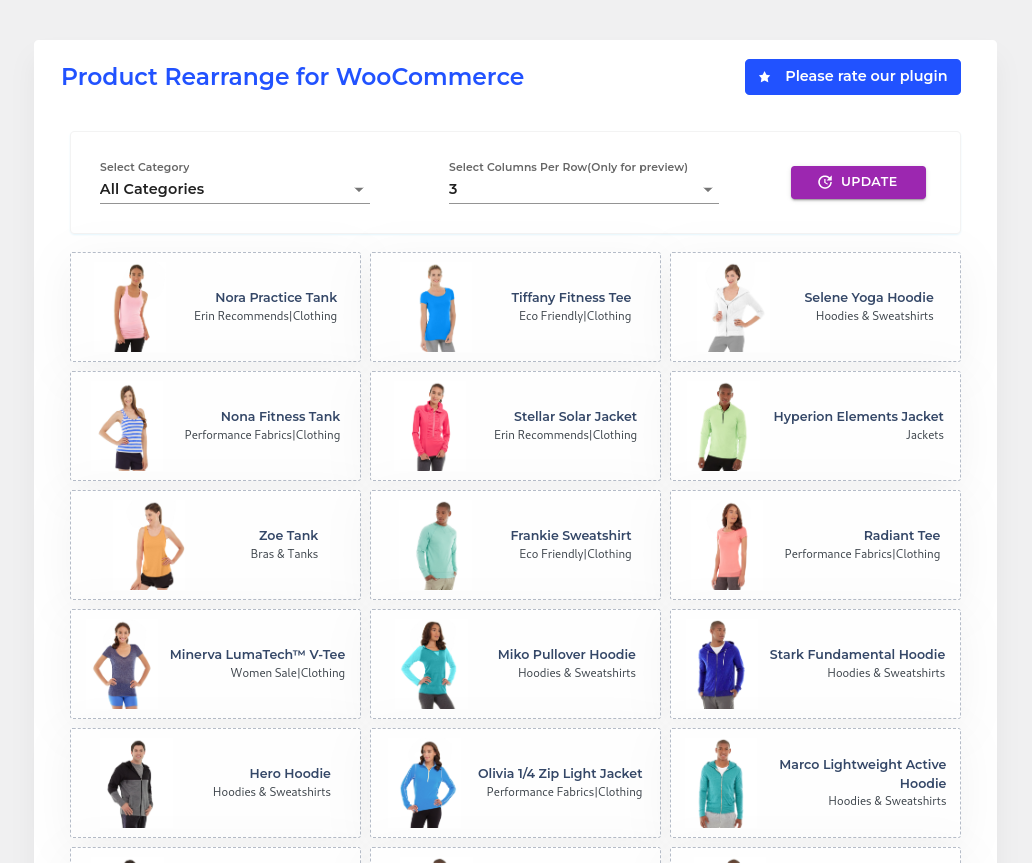 Product Rearrange for WooCommerce
Please rate our plugin
Select Category
All Categories
Select Columns Per Row(Only for preview)
3
UPDATE
Nora Practice Tank
Erin Recommends|Clothing
Tiffany Fitness Tee
Eco Friendly|Clothing
Selene Yoga Hoodie
Hoodies & Sweatshirts
Nona Fitness Tank
Performance Fabrics|Clothing
Stellar Solar Jacket
Erin Recommends|Clothing
Hyperion Elements Jacket
Jackets
Zoe Tank
Bras & Tanks
Frankie Sweatshirt
Eco Friendly|Clothing
Radiant Tee
Performance Fabrics|Clothing
Minerva LumaTech™ V-Tee
Women Sale|Clothing
Miko Pullover Hoodie
Hoodies & Sweatshirts
Stark Fundamental Hoodie
Hoodies & Sweatshirts
Hero Hoodie
Hoodies & Sweatshirts
Olivia 1/4 Zip Light Jacket
Performance Fabrics|Clothing
Marco Lightweight Active
Hoodie
Hoodies & Sweatshirts